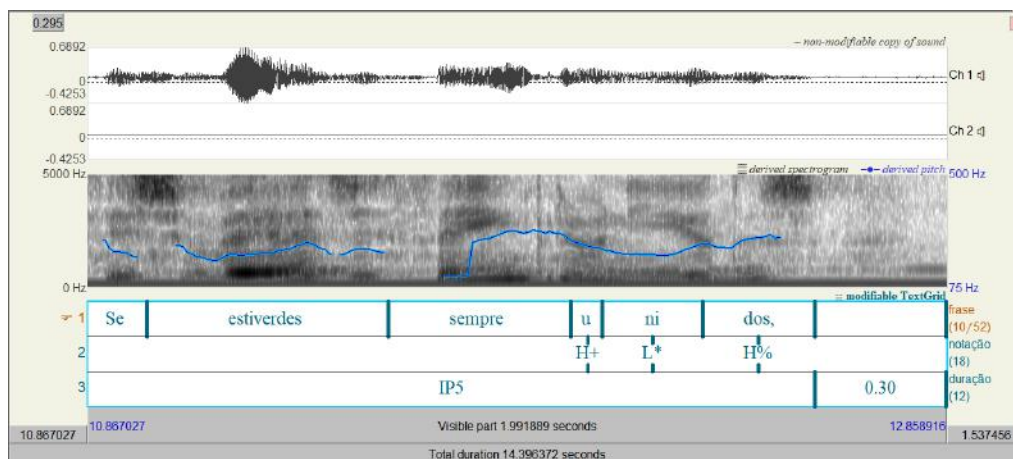 0.295
0.6892
– non-modifiable copy of sound
0
Ch 1
-0.4253
0.6892
0
Ch 2
-0.4253
5000 Hz
derived spectrogram derived pitch
500 Hz
0 Hz
75 Hz
modifiable TextGrid
1 Se estiverdes sempre u ni dos, frase (10/52)
2 H+ L* H% notação (18)
3 IP5 0.30 duração (12)
10.867027 Visible part 1.991889 seconds 12.858916
10.867027 1.537456
Total duration 14.396372 seconds